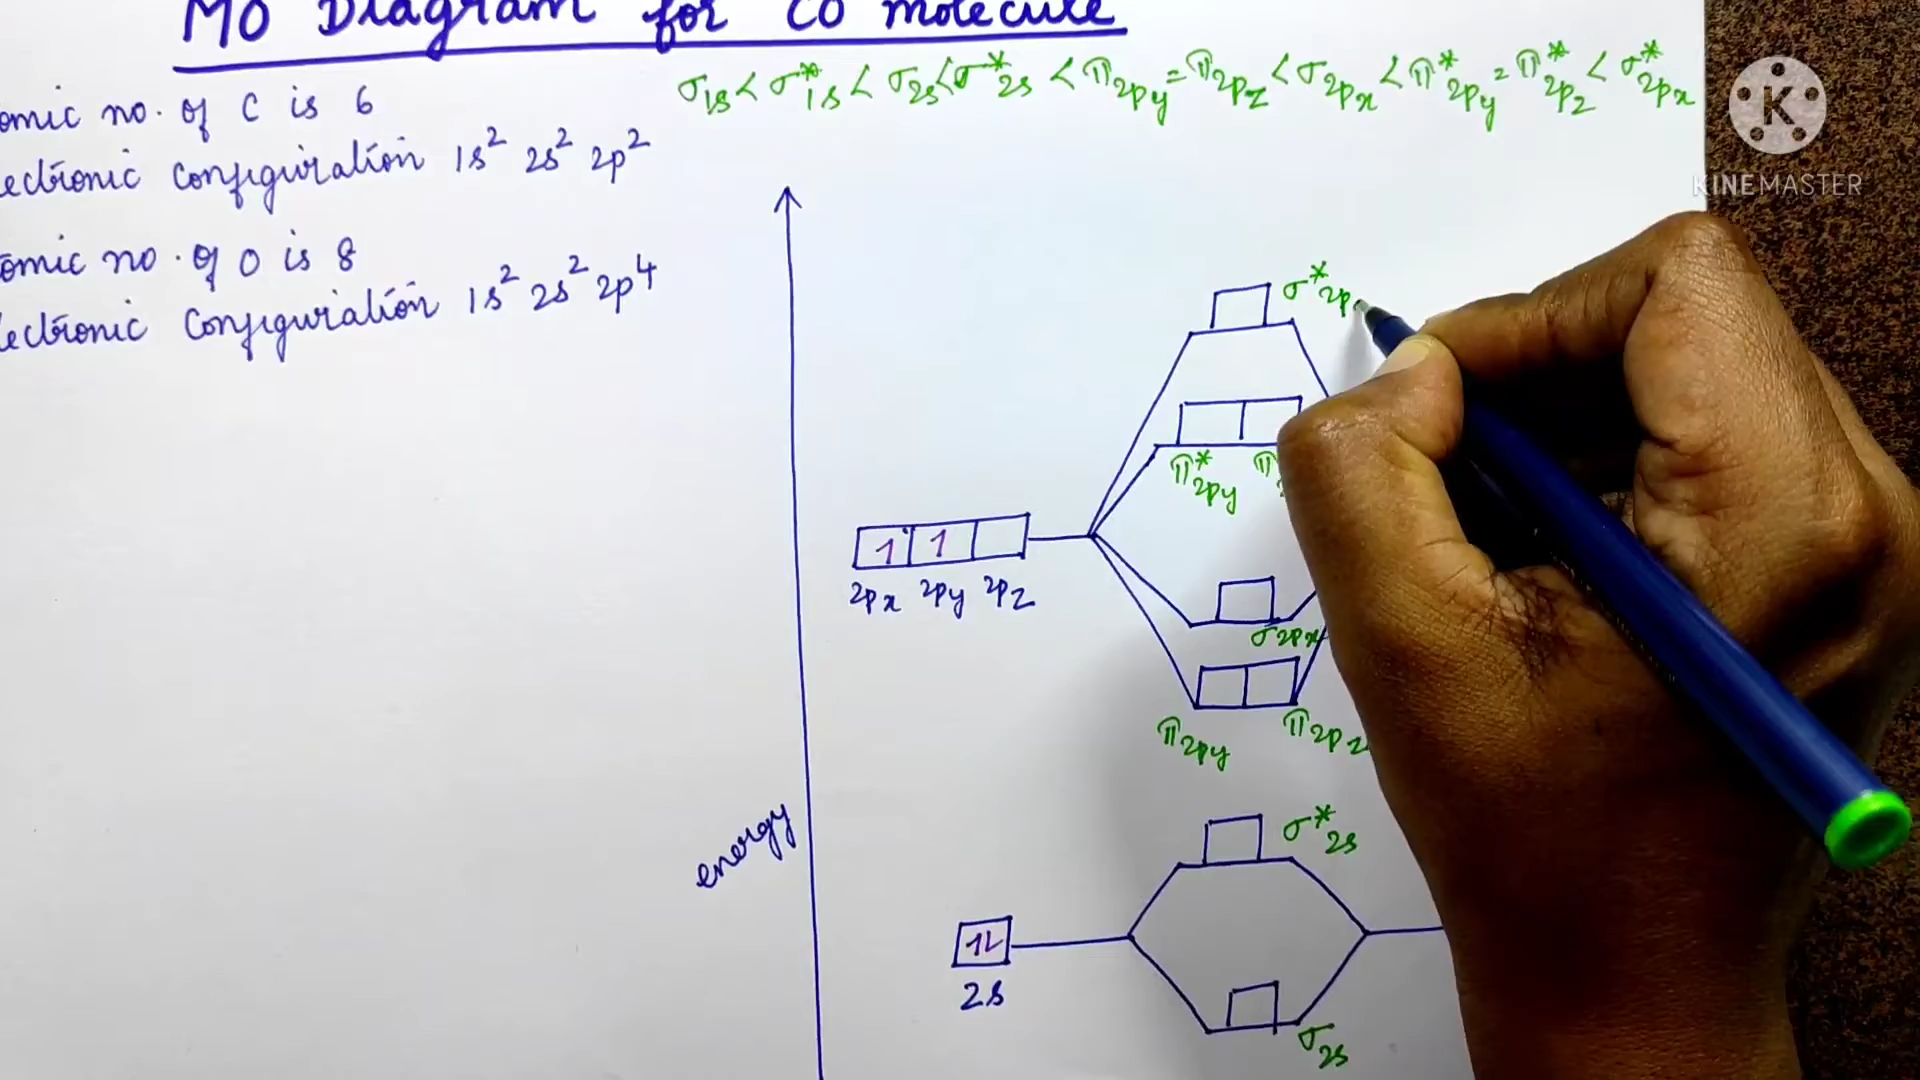 MO Diagram for CO molecule
σ1s < σ*1s < σ2s < σ*2s < π2py = π2pz < σ2px < π*2py = π*2pz < σ*2px
omic no. of C is 6
ectronic configuration 1s² 2s² 2p²
omic no. of O is 8
lectronic configuration 1s² 2s² 2p⁴
K
KINEMASTER
σ*2p
π*2py π
1 1
2px 2py 2pz
σ2px
π2py π2pz
energy
σ*2s
1L
2s
σ2s